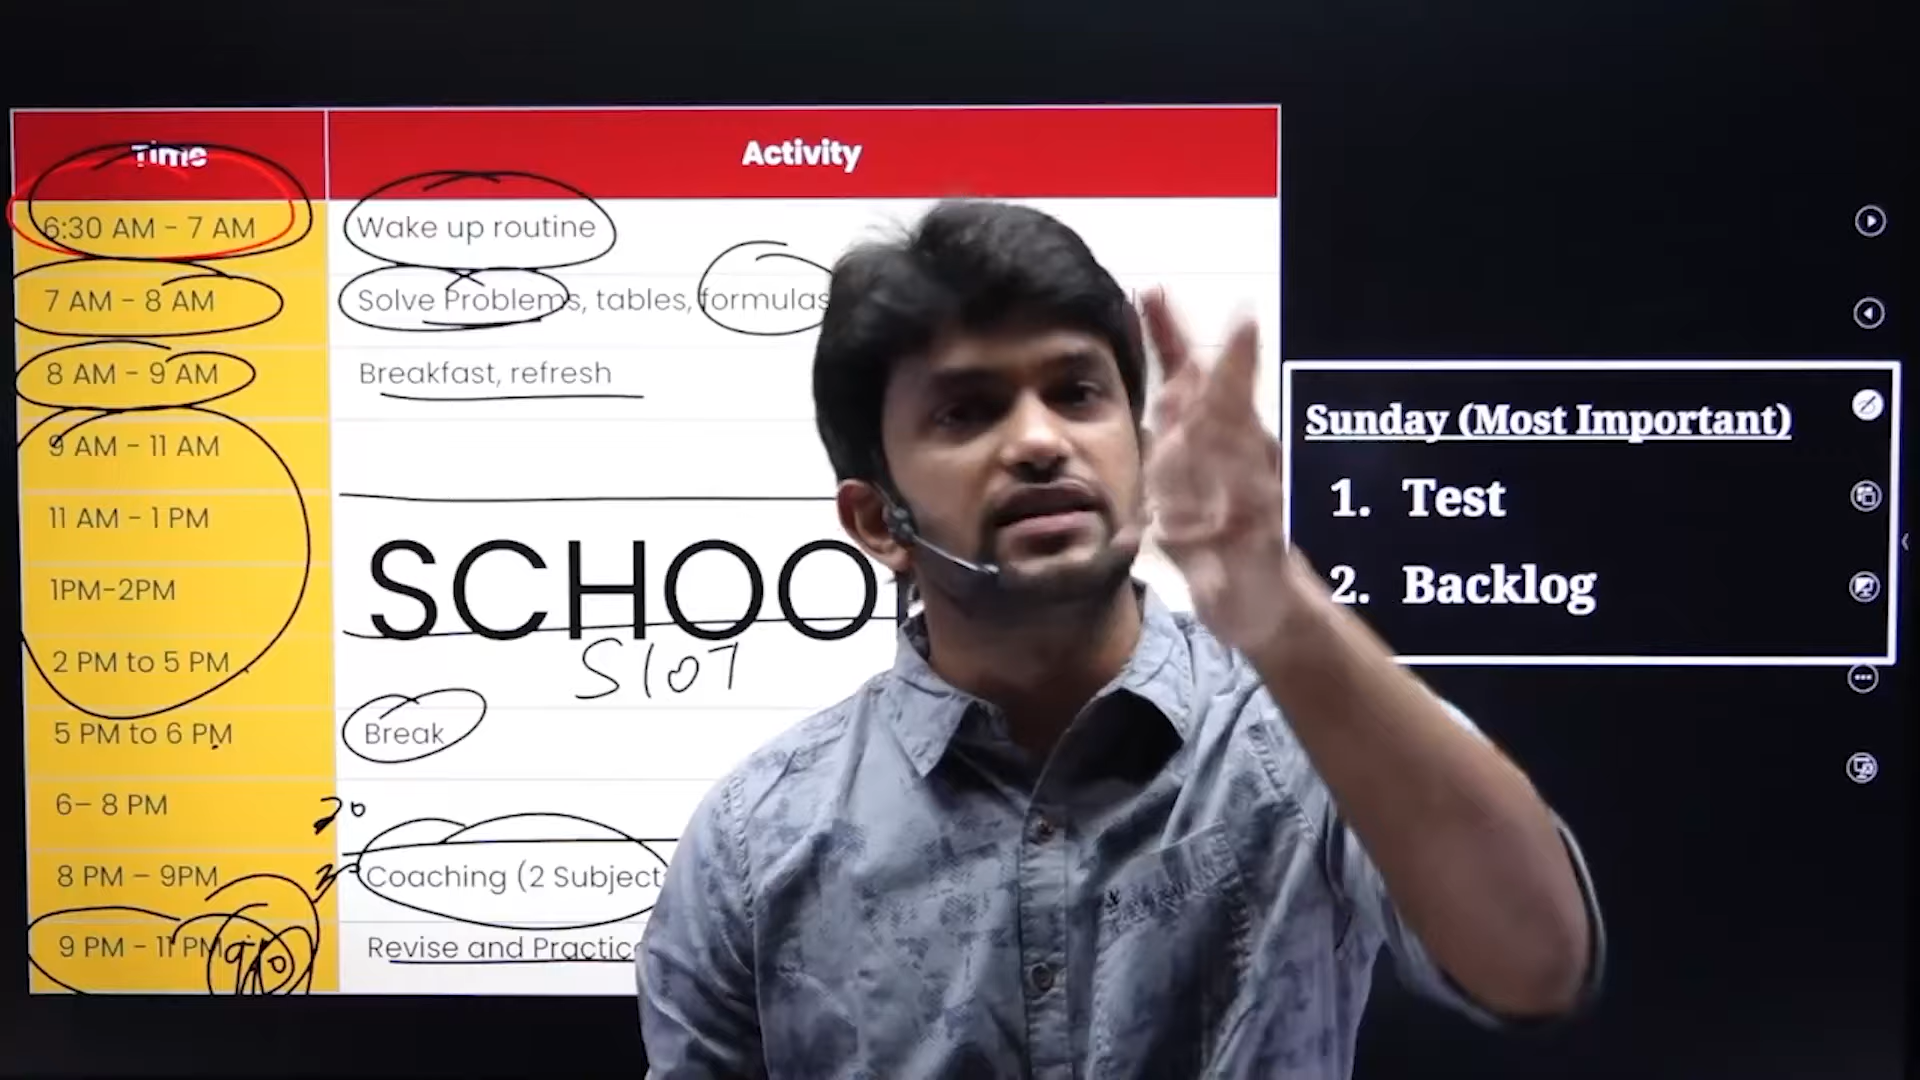 Time Activity
6:30 AM - 7 AM Wake up routine
7 AM - 8 AM Solve Problems, tables, formulas
8 AM - 9 AM Breakfast, refresh
9 AM - 11 AM
11 AM - 1 PM
1PM-2PM
SCHOO
2 PM to 5 PM
5 PM to 6 PM Break
6– 8 PM
20
8 PM – 9PM Coaching (2 Subject
9 PM - 11 PM Revise and Practic
Sunday (Most Important)
1. Test
2. Backlog